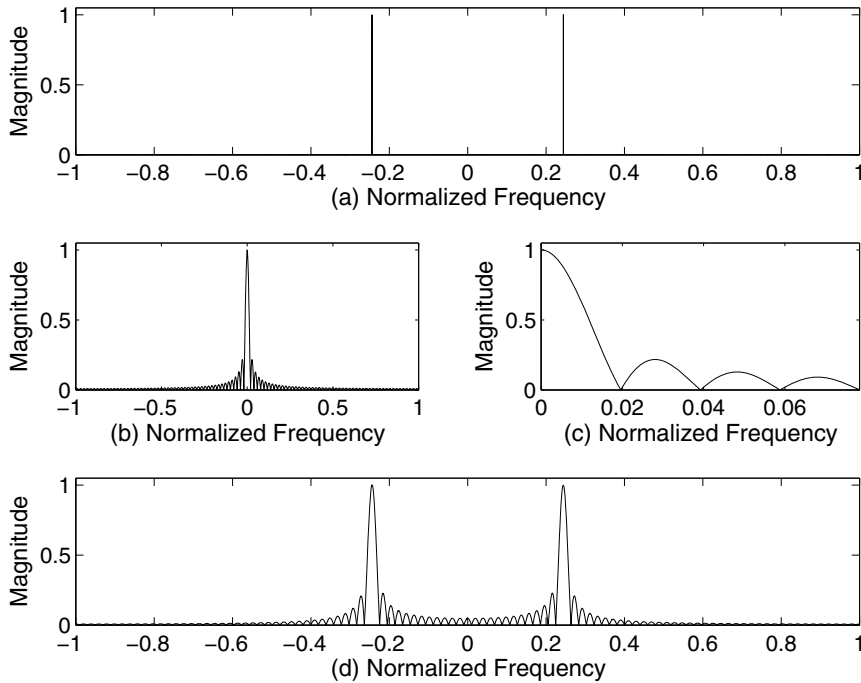 1
0.5
0
Magnitude
−1 −0.8 −0.6 −0.4 −0.2 0 0.2 0.4 0.6 0.8 1
(a) Normalized Frequency
1
0.5
0
Magnitude
−1 −0.5 0 0.5 1
(b) Normalized Frequency
1
0.5
0
Magnitude
0 0.02 0.04 0.06
(c) Normalized Frequency
1
0.5
0
Magnitude
−1 −0.8 −0.6 −0.4 −0.2 0 0.2 0.4 0.6 0.8 1
(d) Normalized Frequency